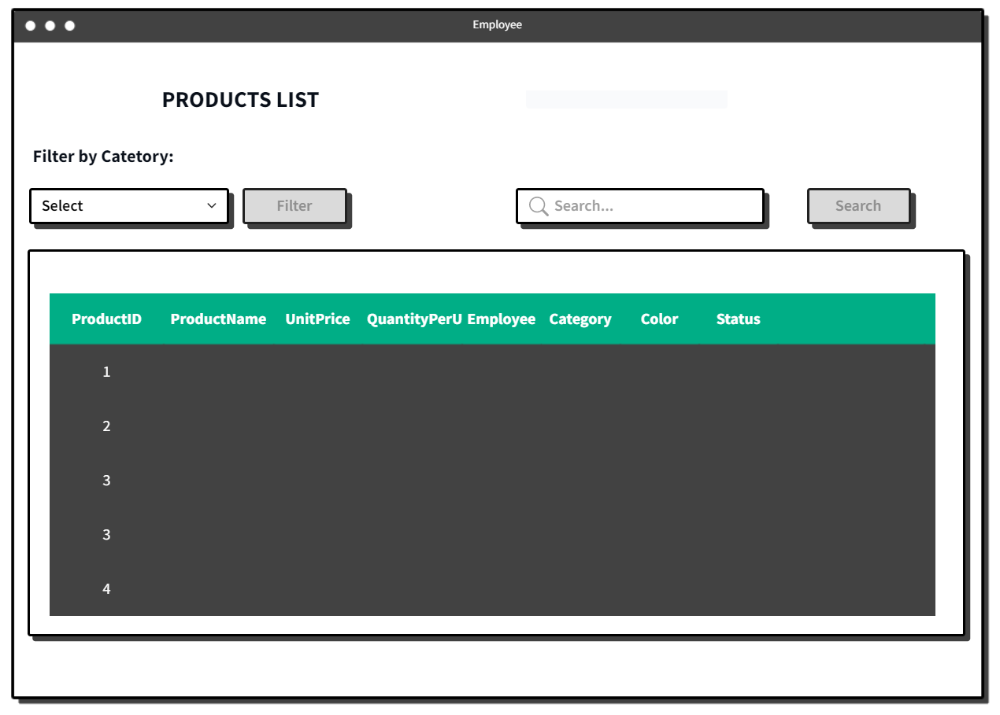 Employee
PRODUCTS LIST
Filter by Catetory:
Select
Filter
Search...
Search
ProductID ProductName UnitPrice QuantityPerU Employee Category Color Status
1
2
3
3
4